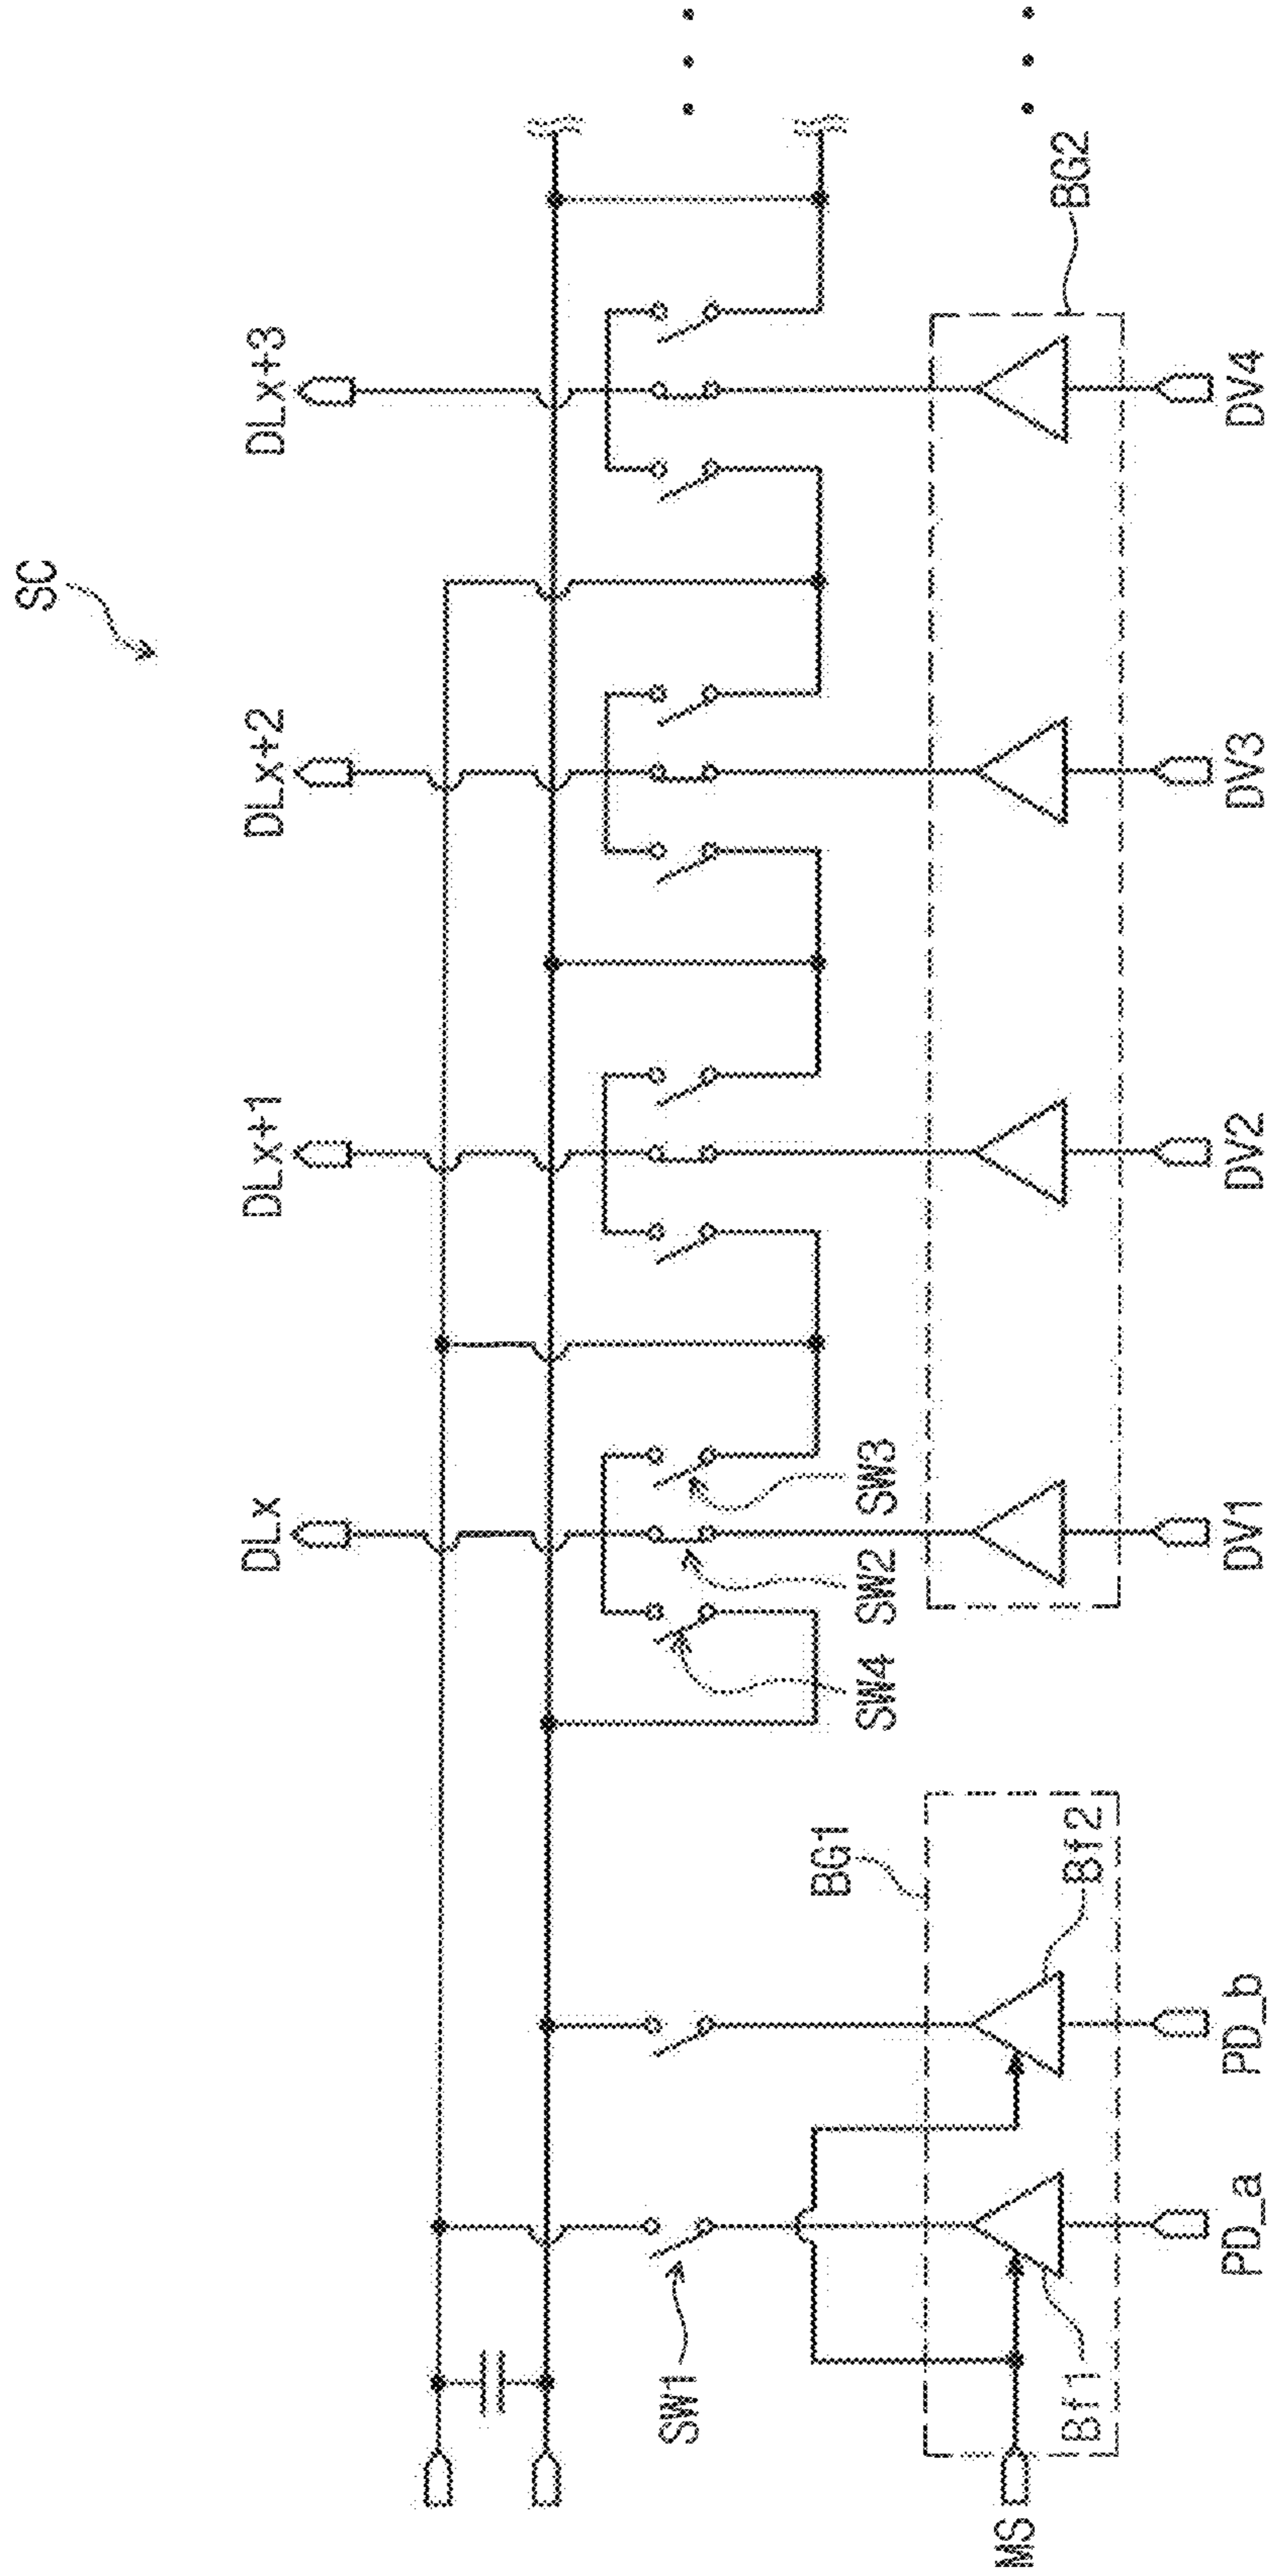 SC
DLx
DLx+1
DLx+2
DLx+3
SW1
SW4
SW2
SW3
BG1
BG2
MS
Bf1
Bf2
PD_a
PD_b
DV1
DV2
DV3
DV4